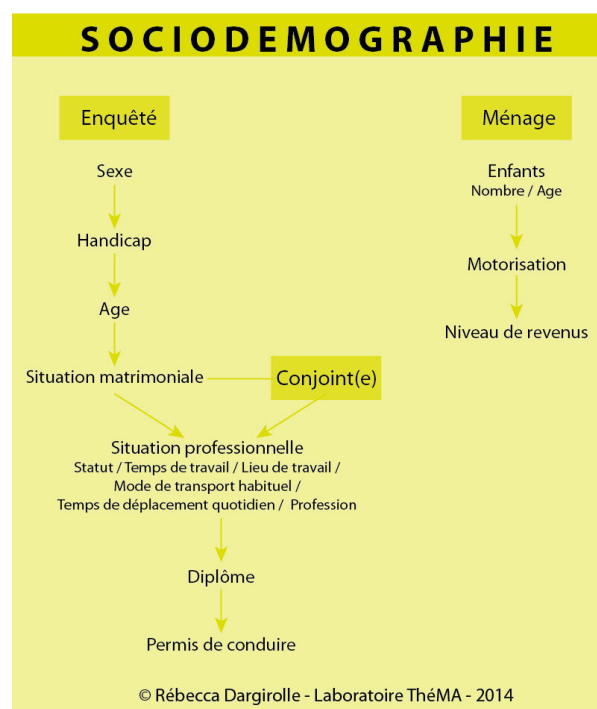 SOCIODEMOGRAPHIE
Enquêté
Sexe
Handicap
Age
Situation matrimoniale
Conjoint(e)
Situation professionnelle
Statut / Temps de travail / Lieu de travail /
Mode de transport habituel /
Temps de déplacement quotidien / Profession
Diplôme
Permis de conduire
Ménage
Enfants
Nombre / Age
Motorisation
Niveau de revenus
© Rébecca Dargirolle - Laboratoire ThéMA - 2014